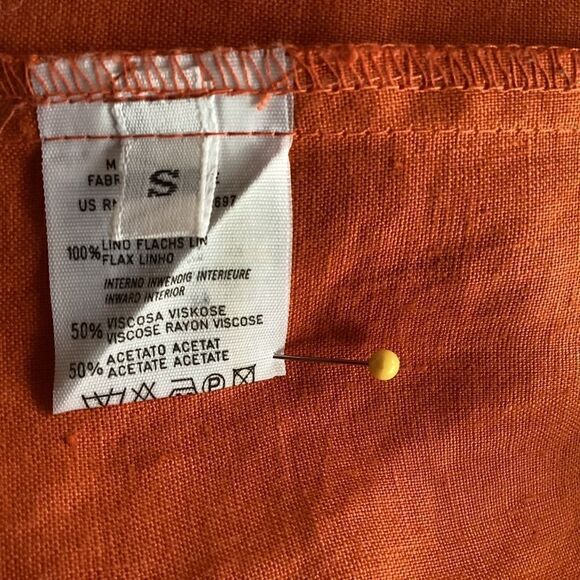 S
US
697
100% LINO FLACHS LIN
FLAX LINHO
INTERNO INWENDIG INTERIEURE
INWARD INTERIOR
50% VISCOSA VISKOSE
VISCOSE RAYON VISCOSE
50% ACETATO ACETAT
ACETATE ACETATE
P